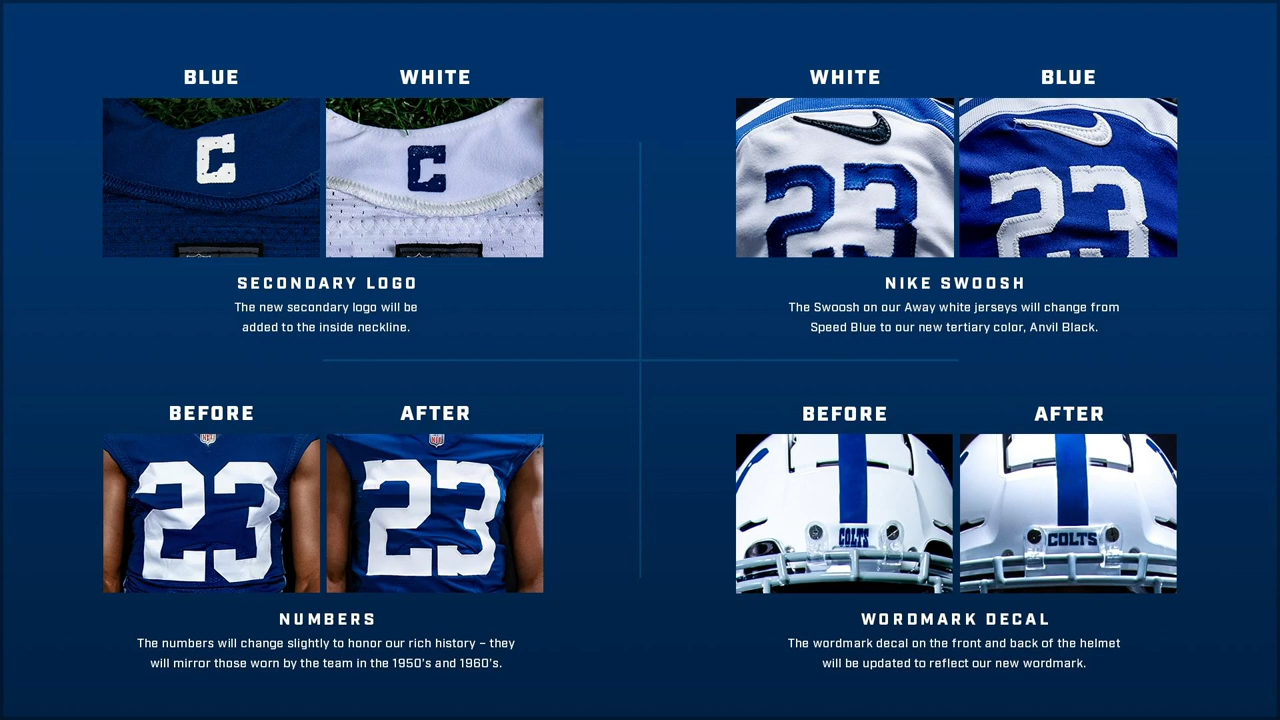 BLUE
WHITE
C
C
SECONDARY LOGO
The new secondary logo will be
added to the inside neckline.
WHITE
BLUE
23
23
NIKE SWOOSH
The Swoosh on our Away white jerseys will change from
Speed Blue to our new tertiary color, Anvil Black.
BEFORE
AFTER
23
23
NUMBERS
The numbers will change slightly to honor our rich history – they
will mirror those worn by the team in the 1950's and 1960's.
BEFORE
AFTER
COLTS
COLTS
WORDMARK DECAL
The wordmark decal on the front and back of the helmet
will be updated to reflect our new wordmark.